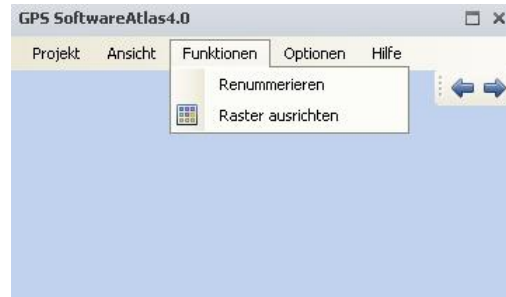 GPS SoftwareAtlas4.0
Projekt Ansicht Funktionen Optionen Hilfe
Renummerieren
Raster ausrichten